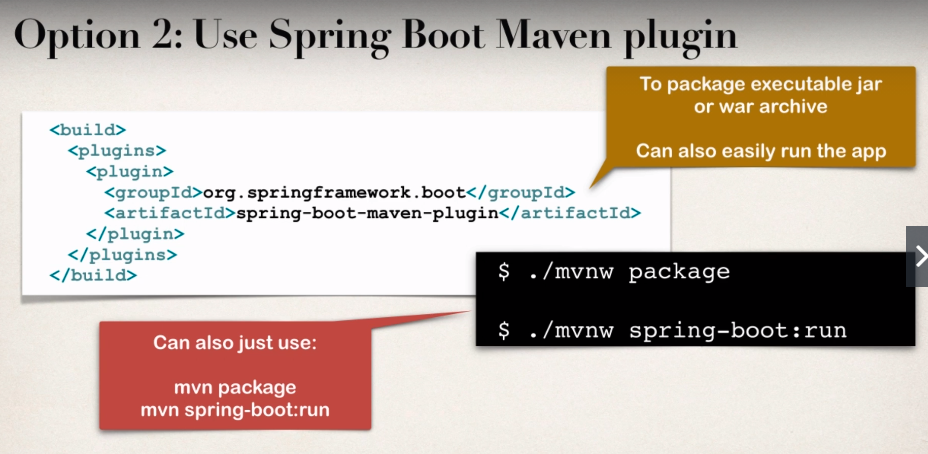 Option 2: Use Spring Boot Maven plugin
To package executable jar
or war archive
Can also easily run the app
<build>
<plugins>
<plugin>
<groupId>org.springframework.boot</groupId>
<artifactId>spring-boot-maven-plugin</artifactId>
</plugin>
</plugins>
</build>
$ ./mvnw package
$ ./mvnw spring-boot:run
Can also just use:
mvn package
mvn spring-boot:run